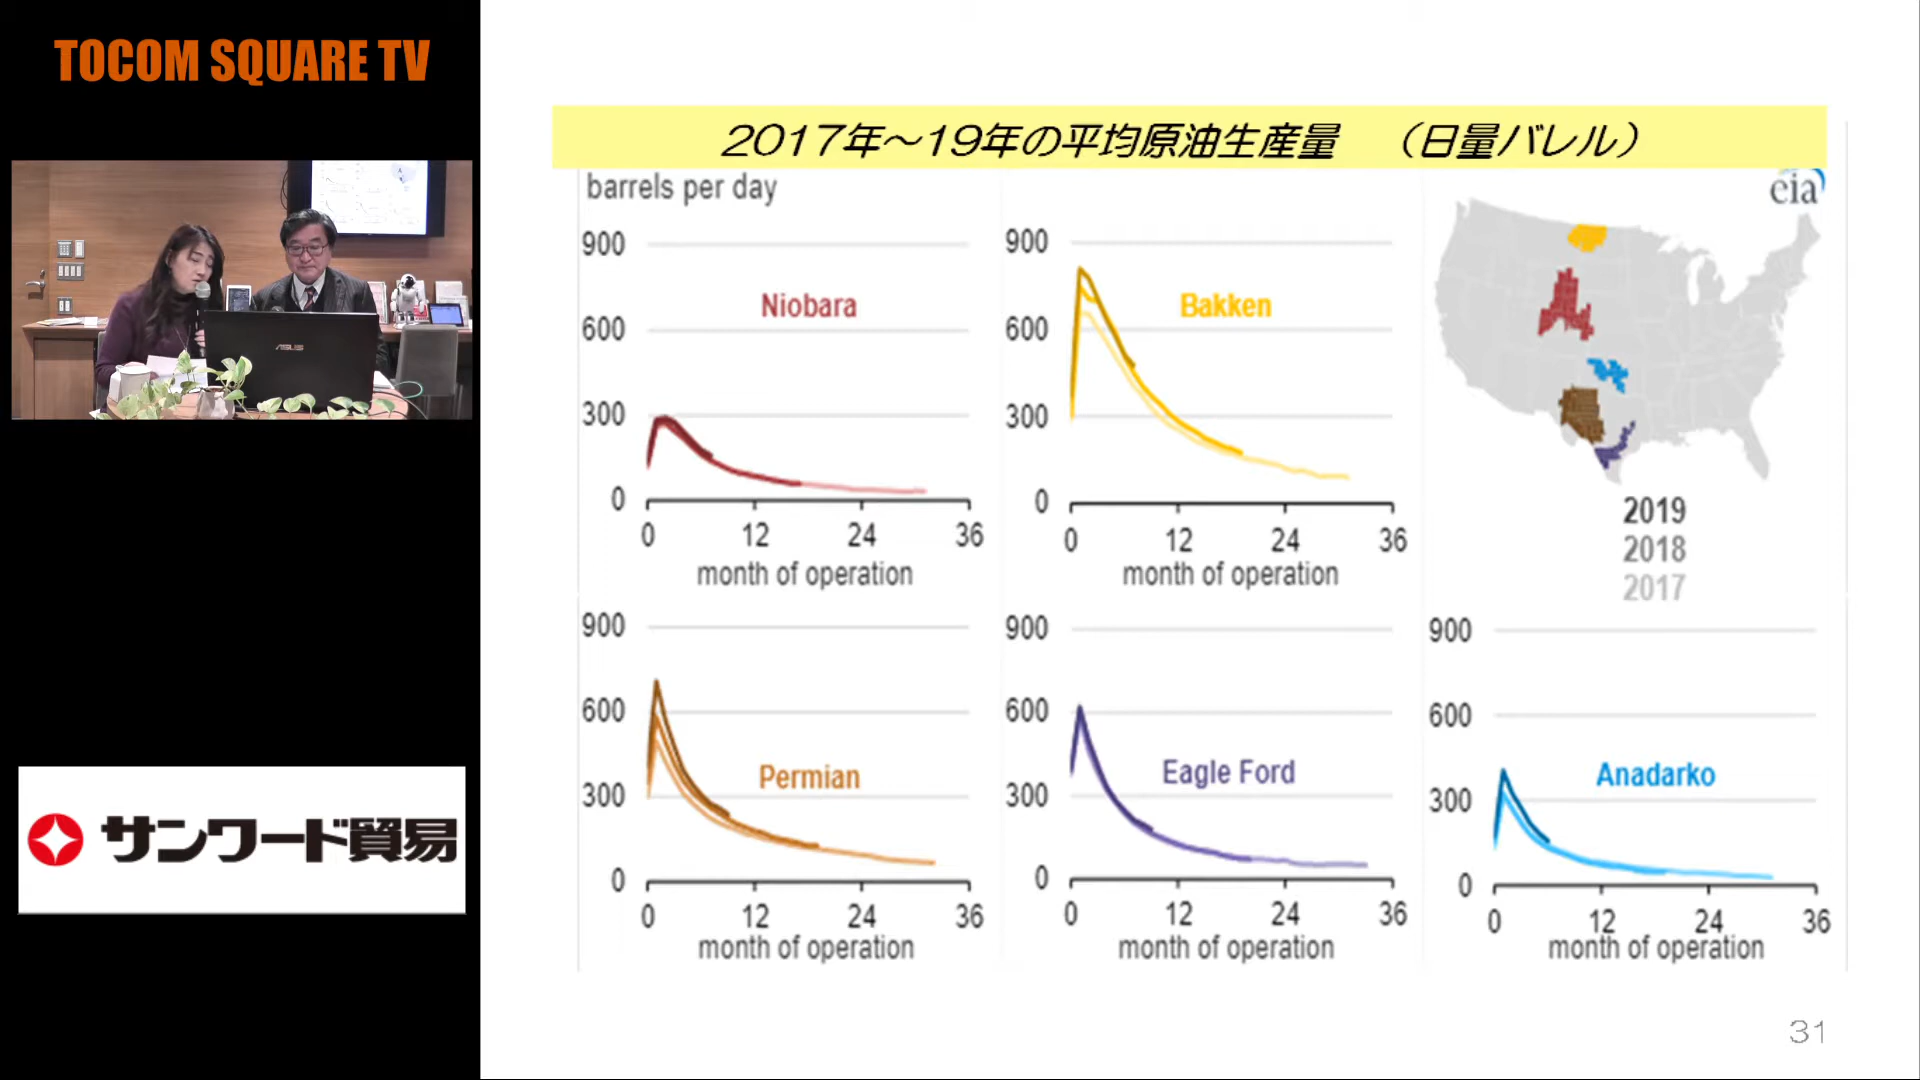 TOCOM SQUARE TV
ASUS
サンワード貿易
2017年~19年の平均原油生産量 (日量バレル)
barrels per day
eia
900
600
300
0
Niobara
0 12 24 36
month of operation
900
600
300
0
Bakken
0 12 24 36
month of operation
2019
2018
2017
900
600
300
0
Permian
0 12 24 36
month of operation
900
600
300
0
Eagle Ford
0 12 24 36
month of operation
900
600
300
0
Anadarko
0 12 24 36
month of operation
31